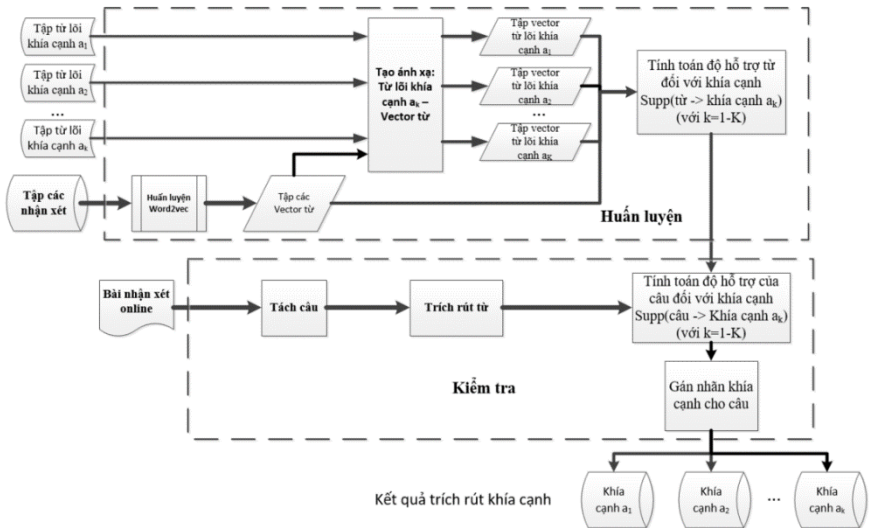 Tập từ lõi
khía cạnh a1
Tập từ lõi
khía cạnh a2
...
Tập từ lõi
khía cạnh ak
Tạo ánh xạ:
Từ lõi khía
cạnh ak –
Vector từ
Tập vector
từ lõi khía
cạnh a1
Tập vector
từ lõi khía
cạnh a2
...
Tập vector
từ lõi khía
cạnh aK
Tính toán độ hỗ trợ từ
đối với khía cạnh
Supp(từ -> khía cạnh ak)
(với k=1-K)
Tập các
nhận xét
Huấn luyện
Word2vec
Tập các
Vector từ
Huấn luyện
Bài nhận xét
online
Tách câu
Trích rút từ
Tính toán độ hỗ trợ của
câu đối với khía cạnh
Supp(câu -> Khía cạnh ak)
(với k=1-K)
Kiểm tra
Gán nhãn khía
cạnh cho câu
Kết quả trích rút khía cạnh
Khía
cạnh a1
Khía
cạnh a2
...
Khía
cạnh ak